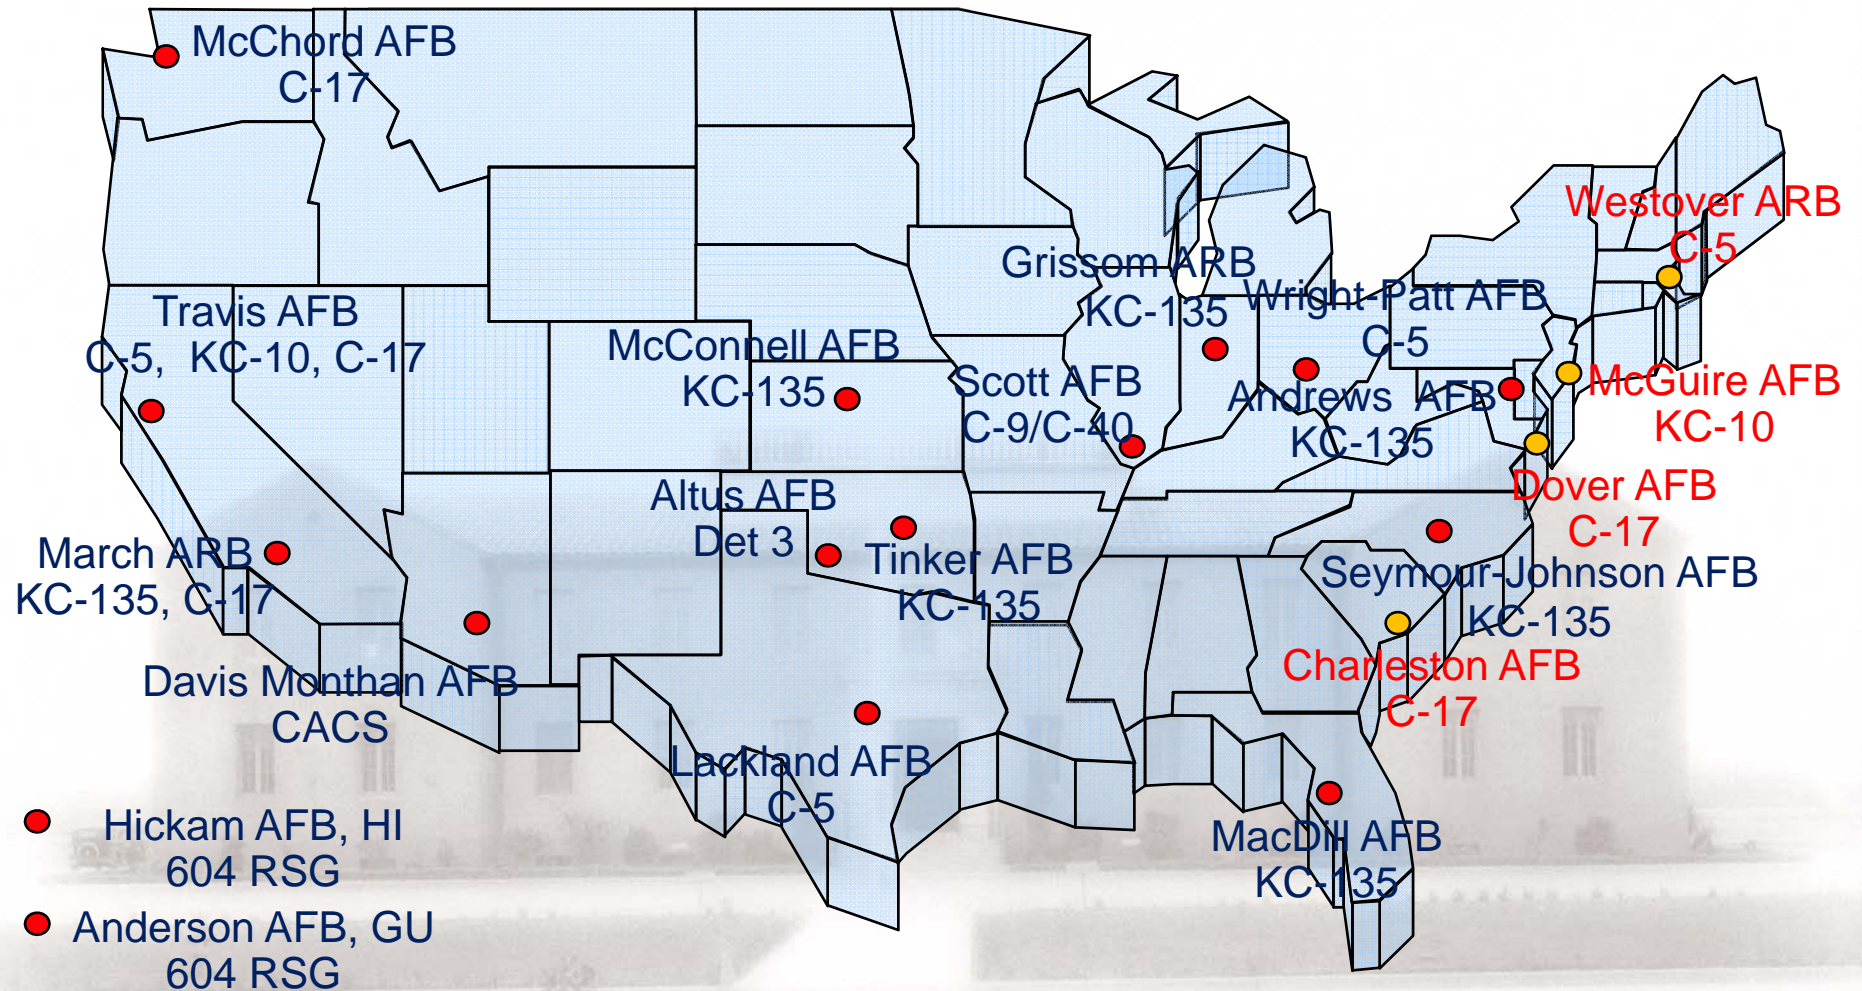 McChord AFB
C-17
Westover ARB
C-5
Grissom ARB
KC-135
Wright-Patt AFB
C-5
Travis AFB
C-5,  KC-10, C-17
McConnell AFB
KC-135
Scott AFB
C-9/C-40
Andrews  AFB
KC-135
McGuire AFB
KC-10
Altus AFB
Det 3
Dover AFB
C-17
March ARB
KC-135, C-17
Tinker AFB
KC-135
Seymour-Johnson AFB
KC-135
Davis Monthan AFB
CACS
Charleston AFB
C-17
Lackland AFB
C-5
Hickam AFB, HI
604 RSG
MacDill AFB
KC-135
Anderson AFB, GU
604 RSG